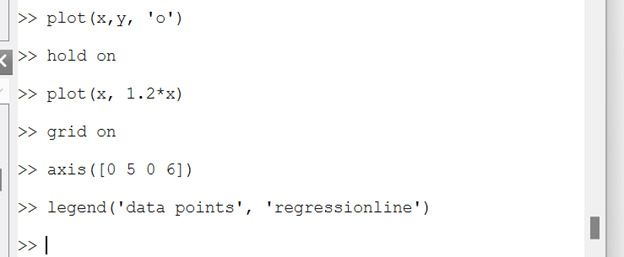 >> plot(x,y, 'o')
>> hold on
>> plot(x, 1.2*x)
>> grid on
>> axis([0 5 0 6])
>> legend('data points', 'regressionline')
>>